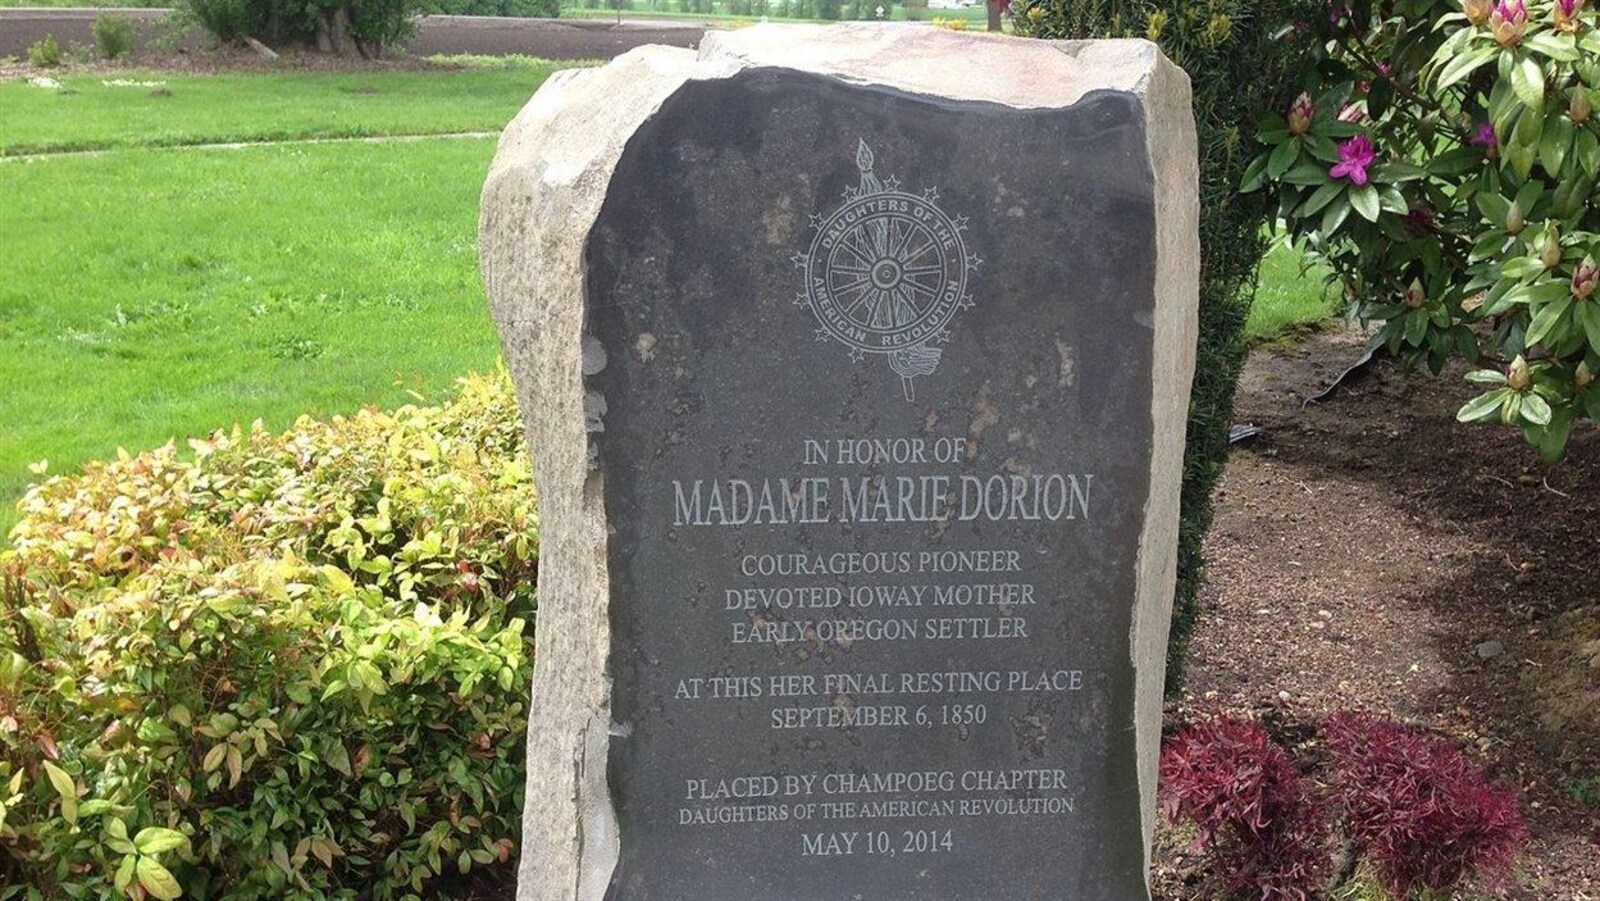 DAUGHTERS OF THE
AMERICAN REVOLUTION
IN HONOR OF
MADAME MARIE DORION
COURAGEOUS PIONEER
DEVOTED IOWAY MOTHER
EARLY OREGON SETTLER
AT THIS HER FINAL RESTING PLACE
SEPTEMBER 6, 1850
PLACED BY CHAMPOEG CHAPTER
DAUGHTERS OF THE AMERICAN REVOLUTION
MAY 10, 2014